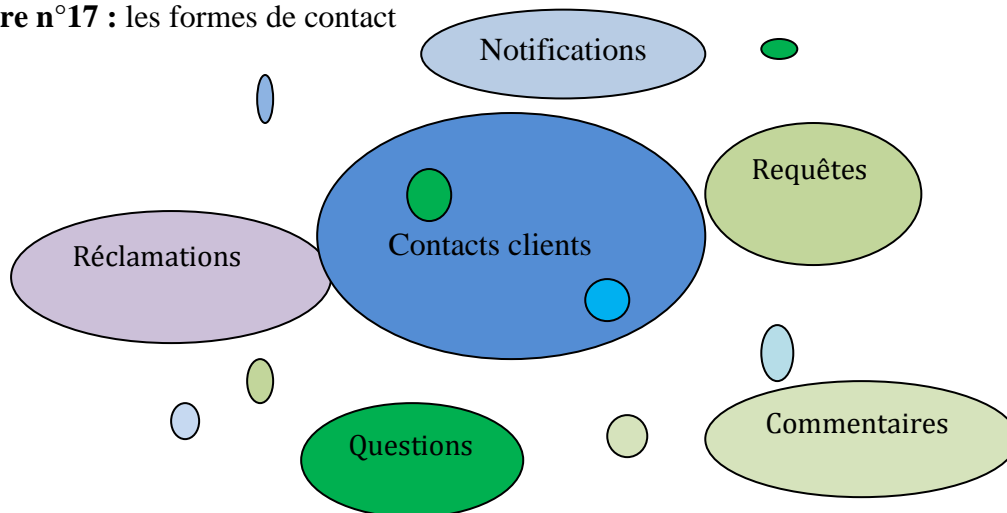 re n°17 : les formes de contact
Notifications
Requêtes
Contacts clients
Réclamations
Commentaires
Questions